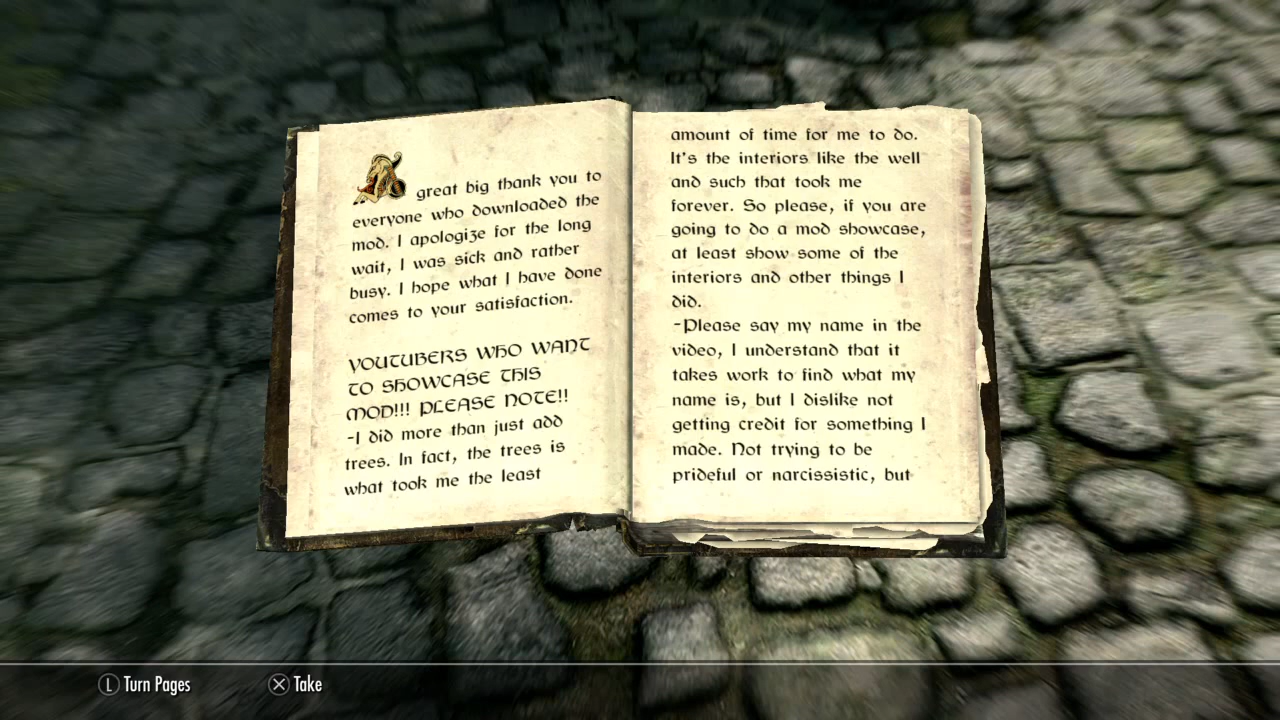 A great big thank you to
everyone who downloaded the
mod. I apologize for the long
wait, I was sick and rather
busy. I hope what I have done
comes to your satisfaction.
YOUTUBERS WHO WANT
TO SHOWCASE THIS
MOD!!! PLEASE NOTE!!
-I did more than just add
trees. In fact, the trees is
what took me the least
amount of time for me to do.
It's the interiors like the well
and such that took me
forever. So please, if you are
going to do a mod showcase,
at least show some of the
interiors and other things I
did.
-Please say my name in the
video, I understand that it
takes work to find what my
name is, but I dislike not
getting credit for something I
made. Not trying to be
prideful or narcissistic, but
L Turn Pages
X Take